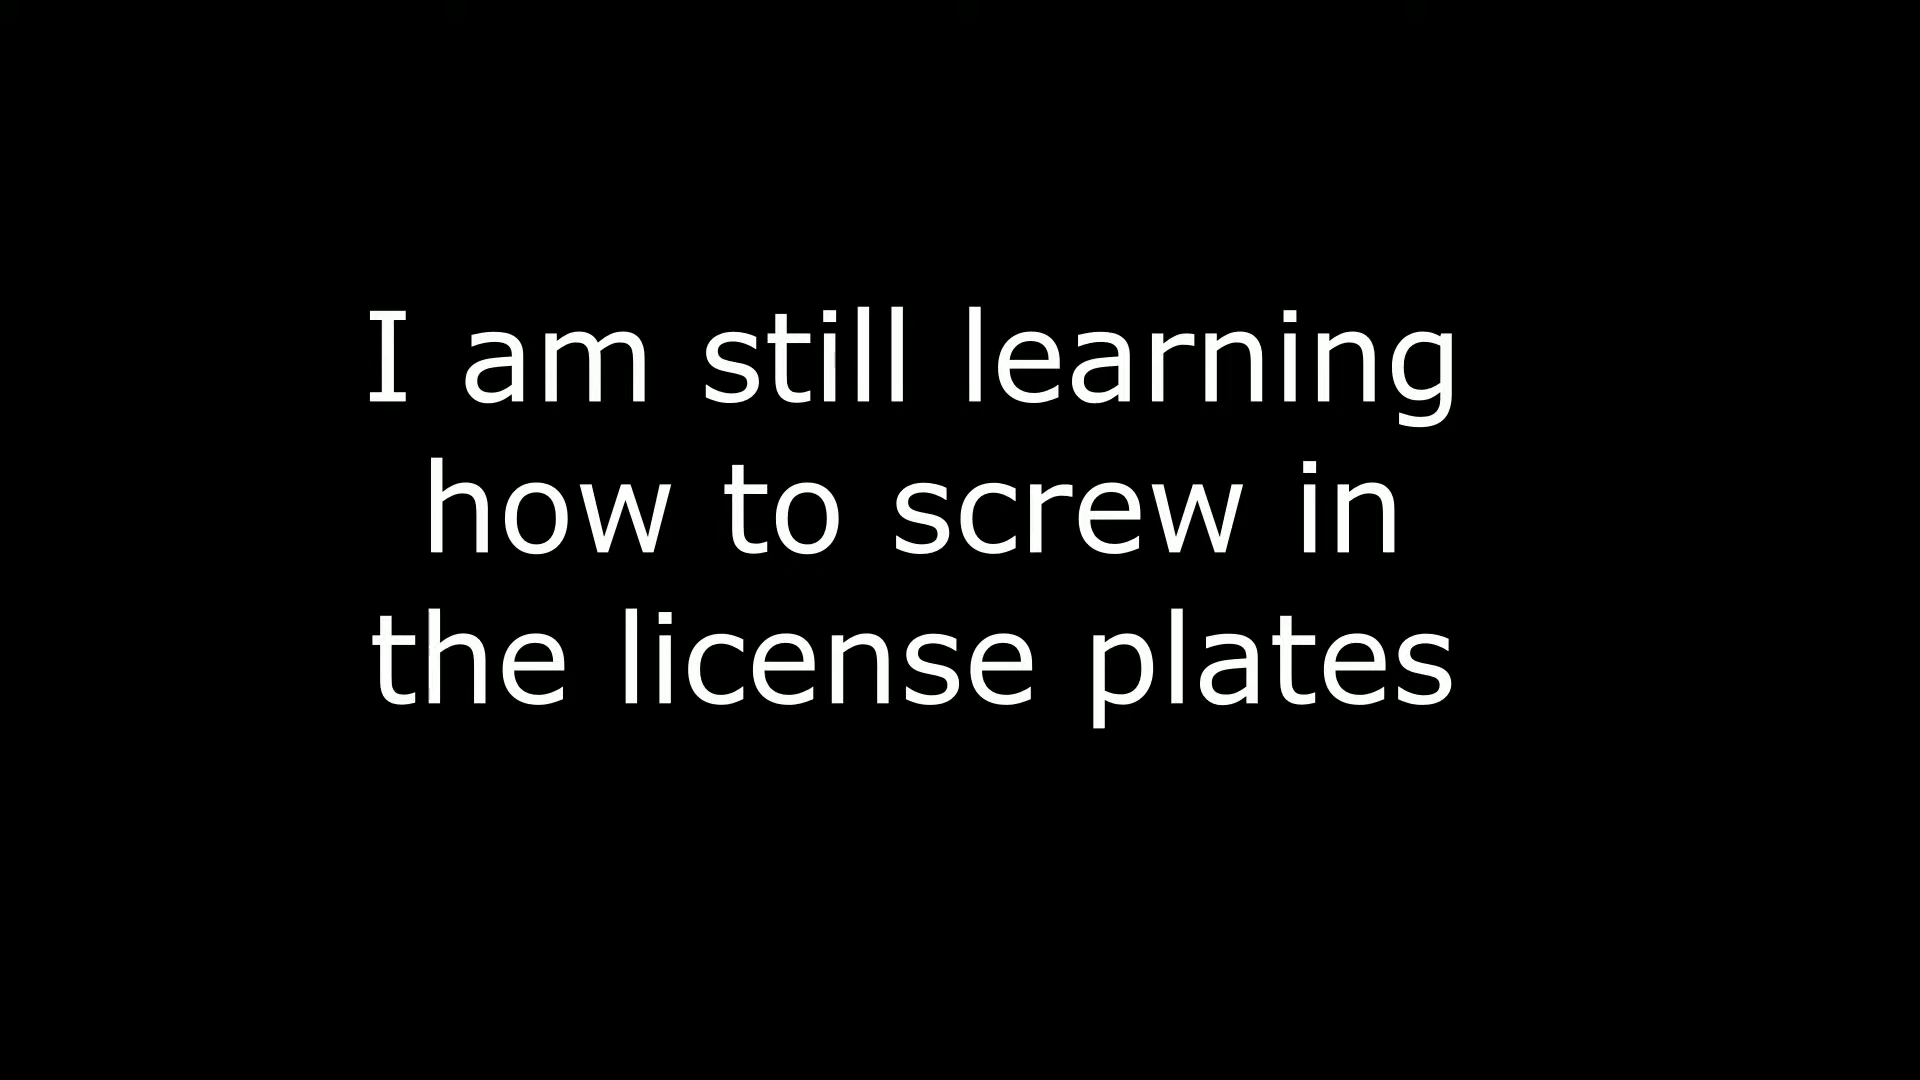 I am still learning
how to screw in
the license plates